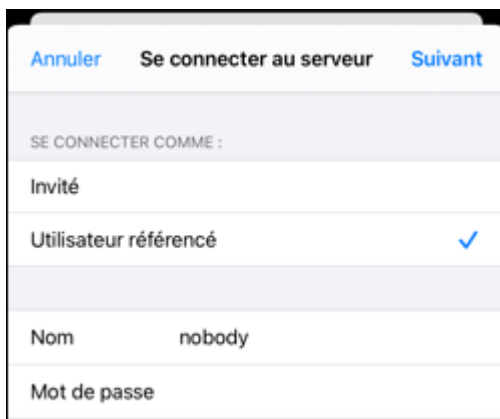 Annuler Se connecter au serveur Suivant
SE CONNECTER COMME :
Invité
Utilisateur référencé
Nom nobody
Mot de passe